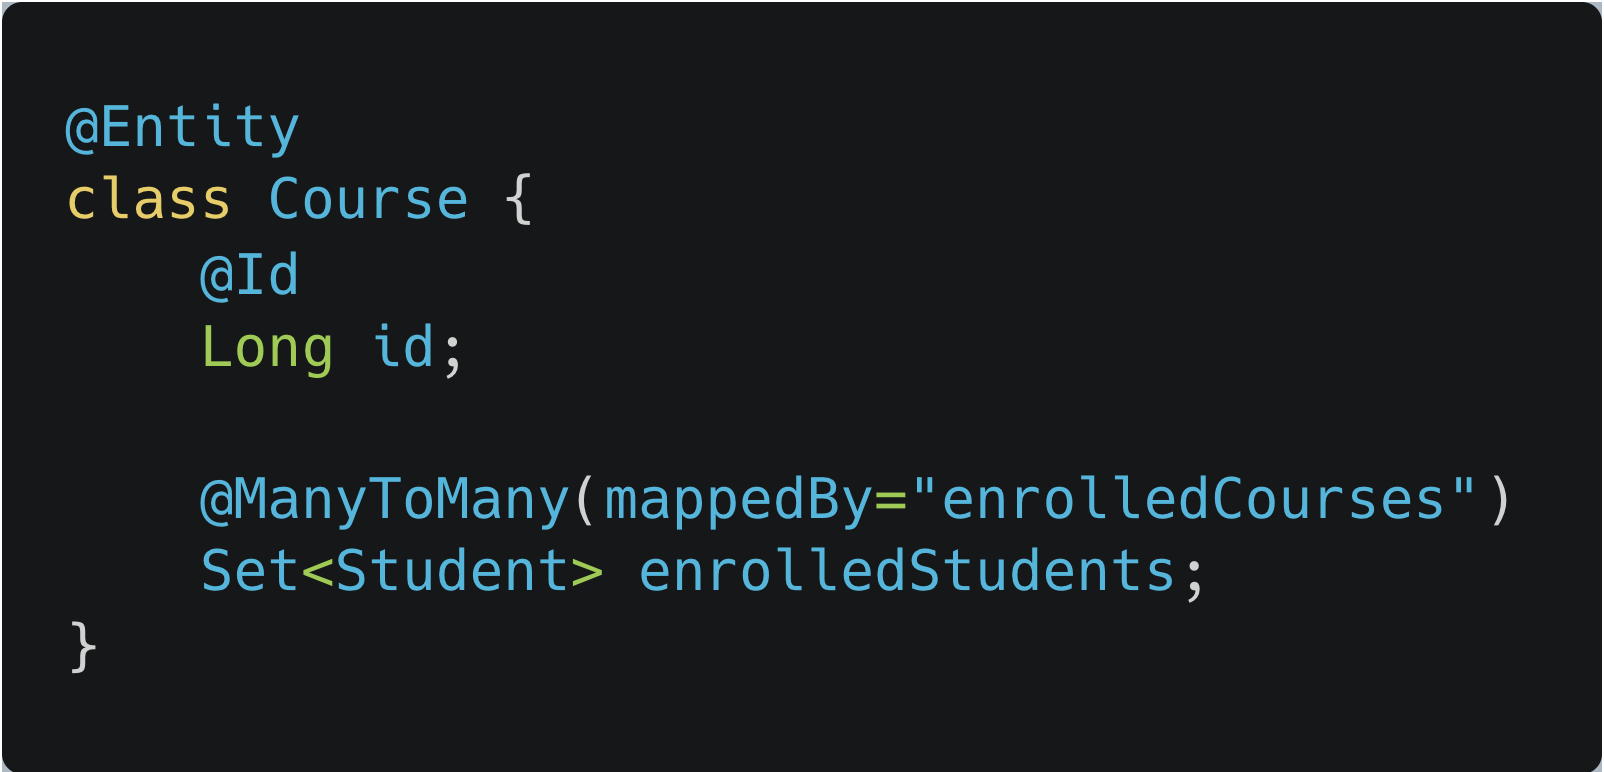 @Entity
class Course {
    @Id
    Long id;

    @ManyToMany(mappedBy="enrolledCourses")
    Set<Student> enrolledStudents;
}